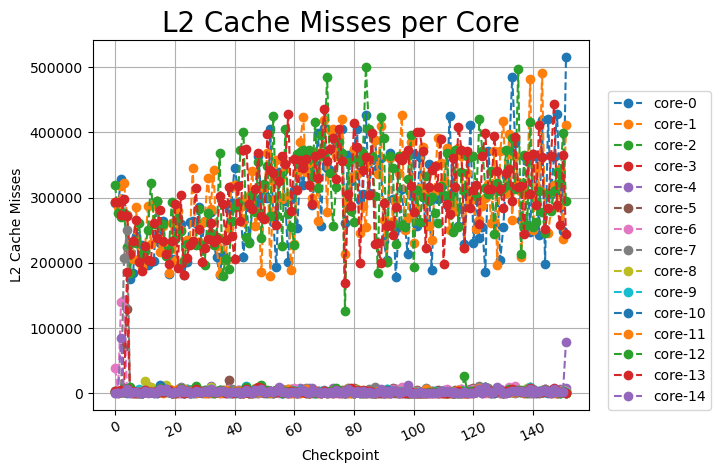 L2 Cache Misses per Core
L2 Cache Misses
500000
400000
300000
200000
100000
0
0
20
40
60
80
100
120
140
Checkpoint
core-0
core-1
core-2
core-3
core-4
core-5
core-6
core-7
core-8
core-9
core-10
core-11
core-12
core-13
core-14